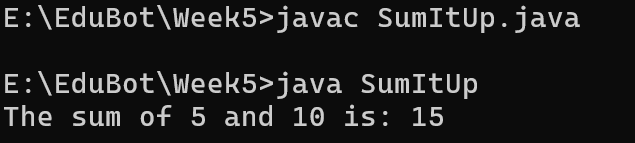 E:\EduBot\Week5>javac SumItUp.java
E:\EduBot\Week5>java SumItUp
The sum of 5 and 10 is: 15